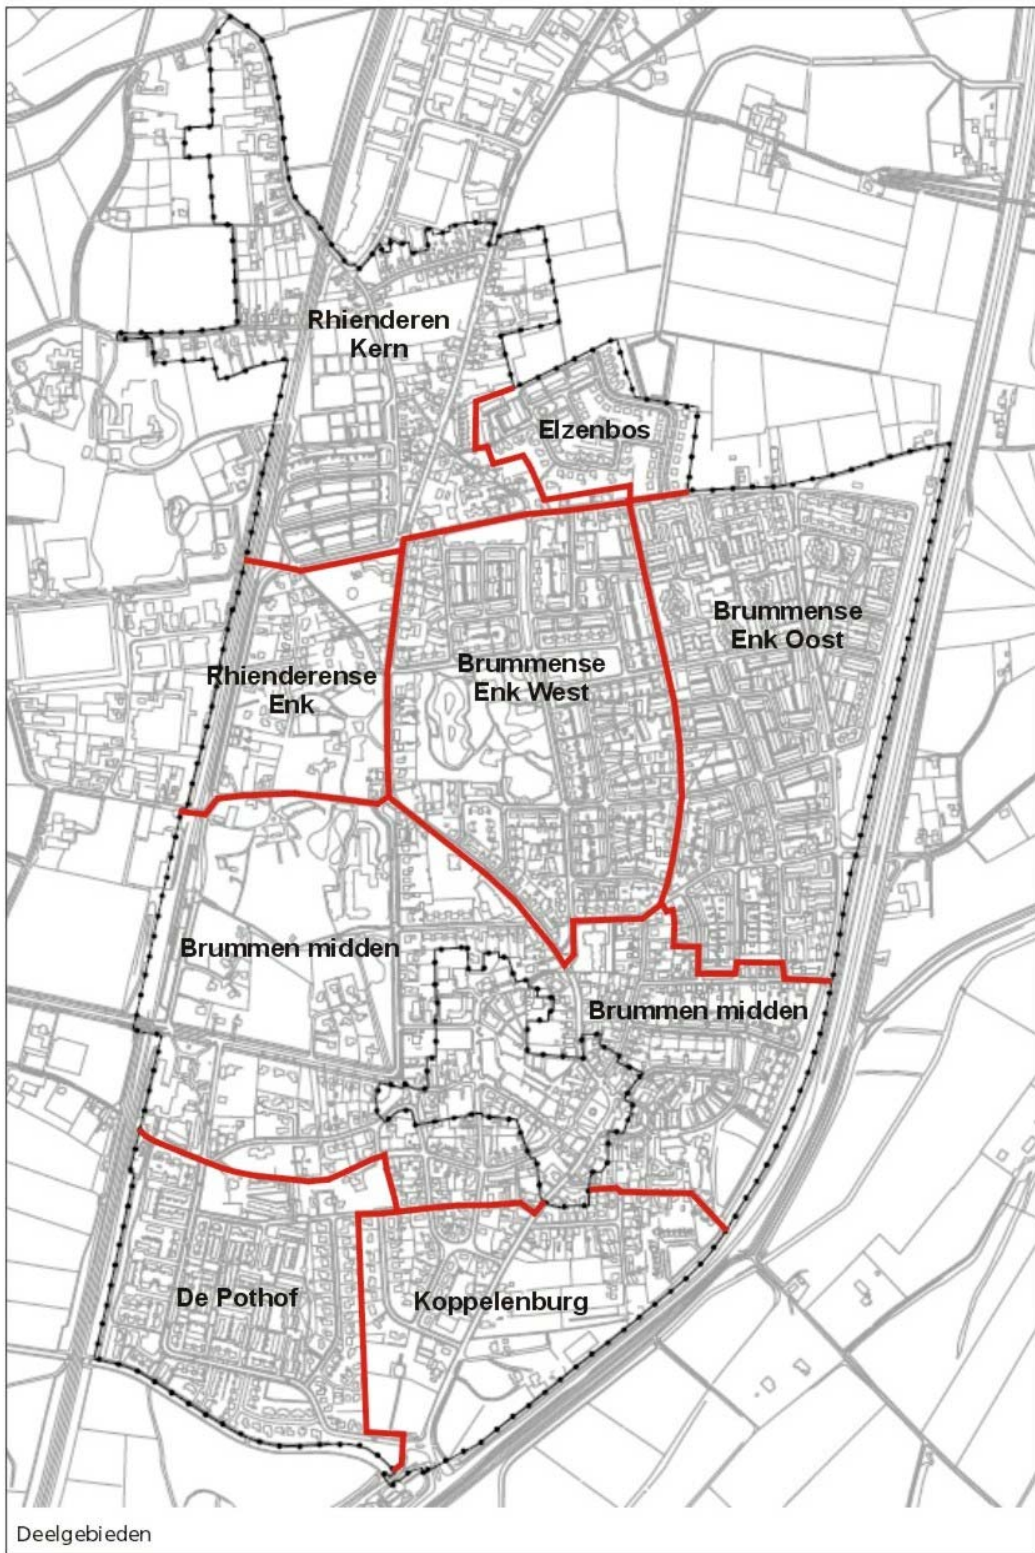 Rhienderen
Kern
Elzenbos
Brummense
Enk Oost
Brummense
Enk West
Rhienderense
Enk
Brummen midden
Brummen midden
De Pothof
Koppelenburg
Deelgebieden